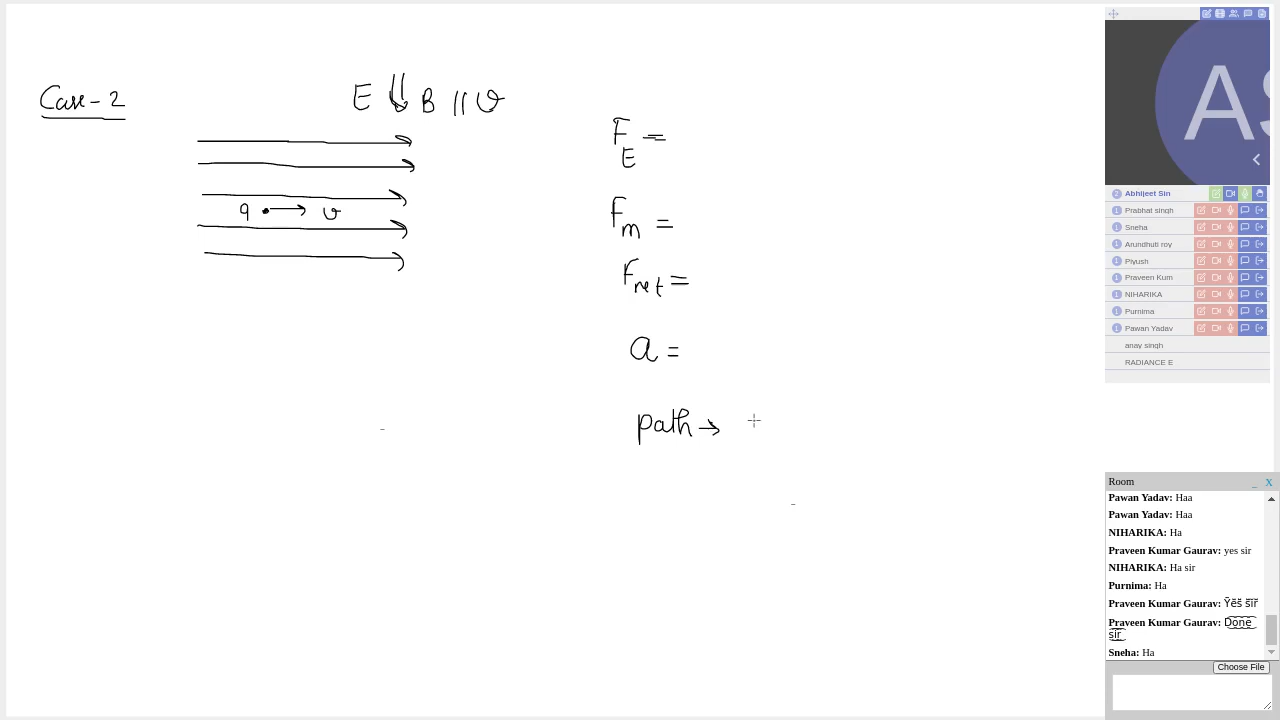 Case-2
E ⇓ B ∥ v
F_E =
q v
F_m =
F_net =
a =
path →
AS
Abhijeet Sin
Prabhat singh
Sneha
Arundhuti roy
Piyush
Praveen Kum
NIHARIKA
Purnima
Pawan Yadav
anay singh
RADIANCE E
Room _ X
Pawan Yadav: Haa
Pawan Yadav: Haa
NIHARIKA: Ha
Praveen Kumar Gaurav: yes sir
NIHARIKA: Ha sir
Purnima: Ha
Praveen Kumar Gaurav: Yes sir
Praveen Kumar Gaurav: Done
sir
Sneha: Ha
Choose File